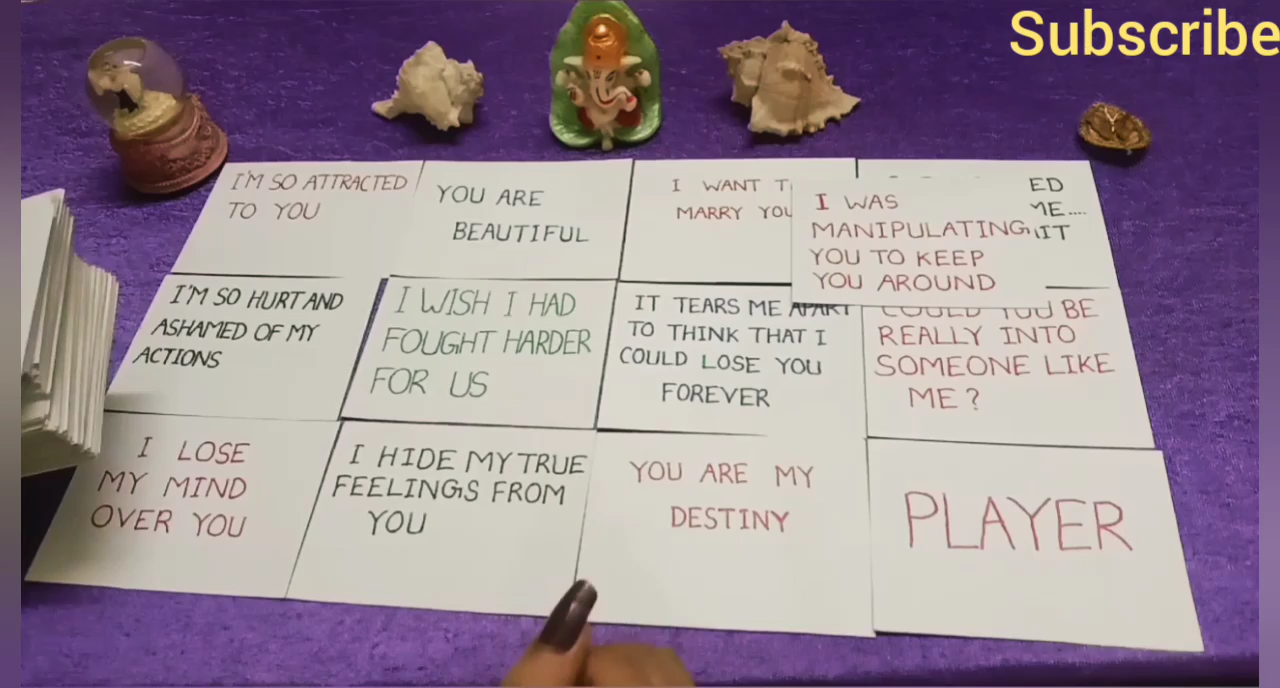 Subscribe
I'M SO ATTRACTED
TO YOU
YOU ARE
BEAUTIFUL
I WANT
MARRY YOU
I WAS
MANIPULATING
YOU TO KEEP
YOU AROUND
I'M SO HURT AND
ASHAMED OF MY
ACTIONS
I WISH I HAD
FOUGHT HARDER
FOR US
IT TEARS ME APART
TO THINK THAT I
COULD LOSE YOU
FOREVER
COULD YOU BE
REALLY INTO
SOMEONE LIKE
ME?
I LOSE
MY MIND
OVER YOU
I HIDE MY TRUE
FEELINGS FROM
YOU
YOU ARE MY
DESTINY
PLAYER